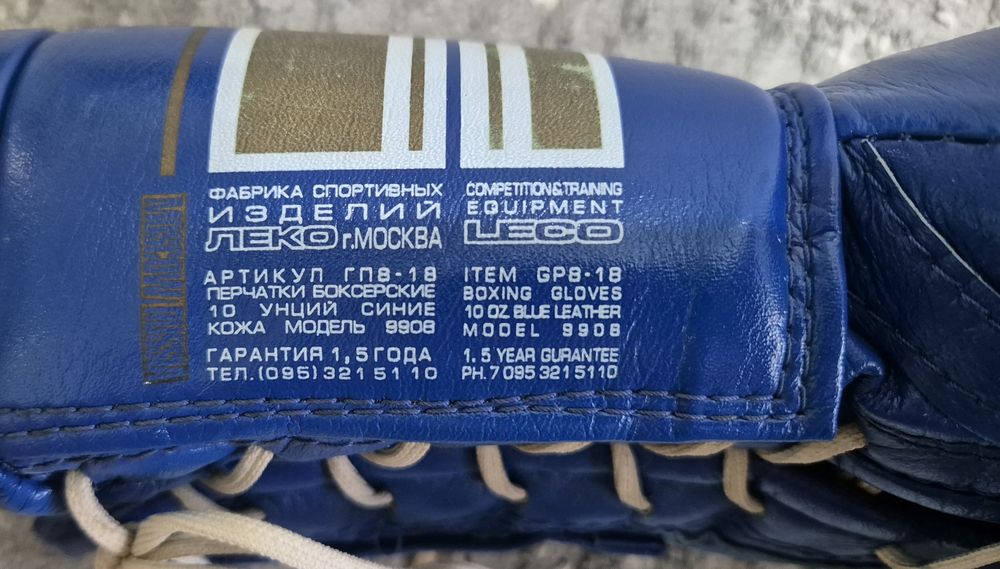 ФАБРИКА СПОРТИВНЫХ
ИЗДЕЛИЙ
ЛЕКО г.МОСКВА
АРТИКУЛ ГП8-18
ПЕРЧАТКИ БОКСЕРСКИЕ
10 УНЦИЙ СИНИЕ
КОЖА МОДЕЛЬ 9908
ГАРАНТИЯ 1,5 ГОДА
ТЕЛ.(095)321 51 10
COMPETITION&TRAINING
EQUIPMENT
LECO
ITEM GP8-18
BOXING GLOVES
10 OZ. BLUE LEATHER
MODEL 9908
1.5 YEAR GURANTEE
PH.7 095 321 5110